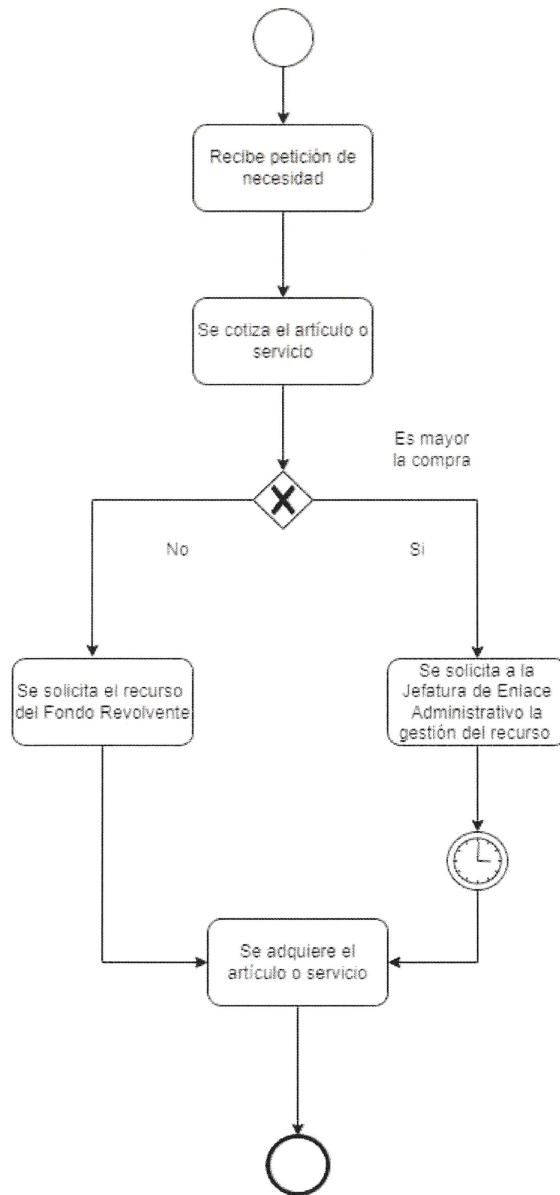 Recibe petición de
necesidad
Se cotiza el artículo o
servicio
Es mayor
la compra
No
Si
Se solicita el recurso
del Fondo Revolvente
Se solicita a la
Jefatura de Enlace
Administrativo la
gestión del recurso
Se adquiere el
artículo o servicio